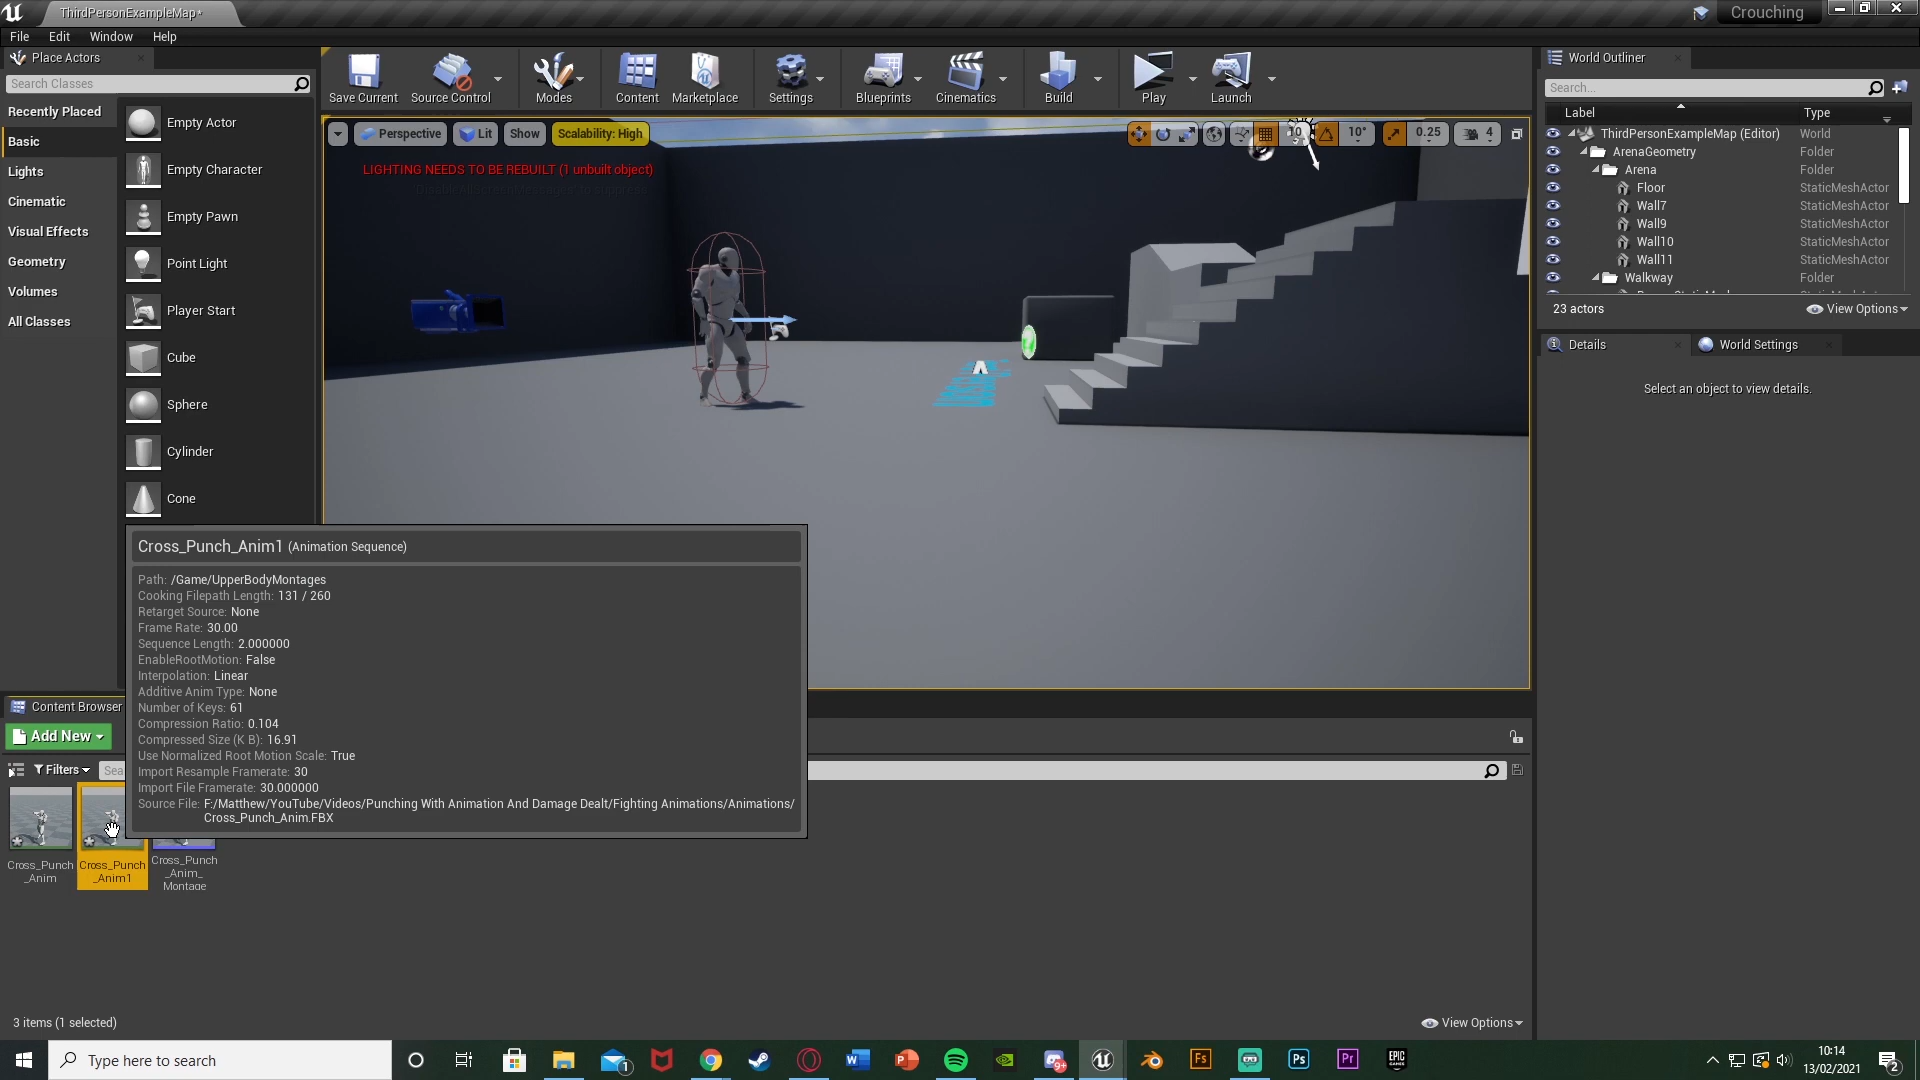 ThirdPersonExampleMap*
Crouching
File
Edit
Window
Help
Place Actors
Search Classes
Recently Placed
Basic
Lights
Cinematic
Visual Effects
Geometry
Volumes
All Classes
Empty Actor
Empty Character
Empty Pawn
Point Light
Player Start
Cube
Sphere
Cylinder
Cone
Save Current
Source Control
Modes
Content
Marketplace
Settings
Blueprints
Cinematics
Build
Play
Launch
Perspective
Lit
Show
Scalability: High
10
10°
0.25
4
LIGHTING NEEDS TO BE REBUILT (1 unbuilt object)
World Outliner
Search...
Label
Type
ThirdPersonExampleMap (Editor)
World
ArenaGeometry
Folder
Arena
Folder
Floor
StaticMeshActor
Wall7
StaticMeshActor
Wall9
StaticMeshActor
Wall10
StaticMeshActor
Wall11
StaticMeshActor
Walkway
Folder
23 actors
View Options
Details
World Settings
Select an object to view details.
Cross_Punch_Anim1 (Animation Sequence)
Path: /Game/UpperBodyMontages
Cooking Filepath Length: 131 / 260
Retarget Source: None
Frame Rate: 30.00
Sequence Length: 2.000000
EnableRootMotion: False
Interpolation: Linear
Additive Anim Type: None
Number of Keys: 61
Compression Ratio: 0.104
Compressed Size (K B): 16.91
Use Normalized Root Motion Scale: True
Import Resample Framerate: 30
Import File Framerate: 30.000000
Source File: F:/Matthew/YouTube/Videos/Punching With Animation And Damage Dealt/Fighting Animations/Animations/
Cross_Punch_Anim.FBX
Content Browser
Add New
Filters
Sea
Cross_Punch
_Anim
Cross_Punch
_Anim1
Cross_Punch
_Anim_
Montage
3 items (1 selected)
View Options
Type here to search
10:14
13/02/2021